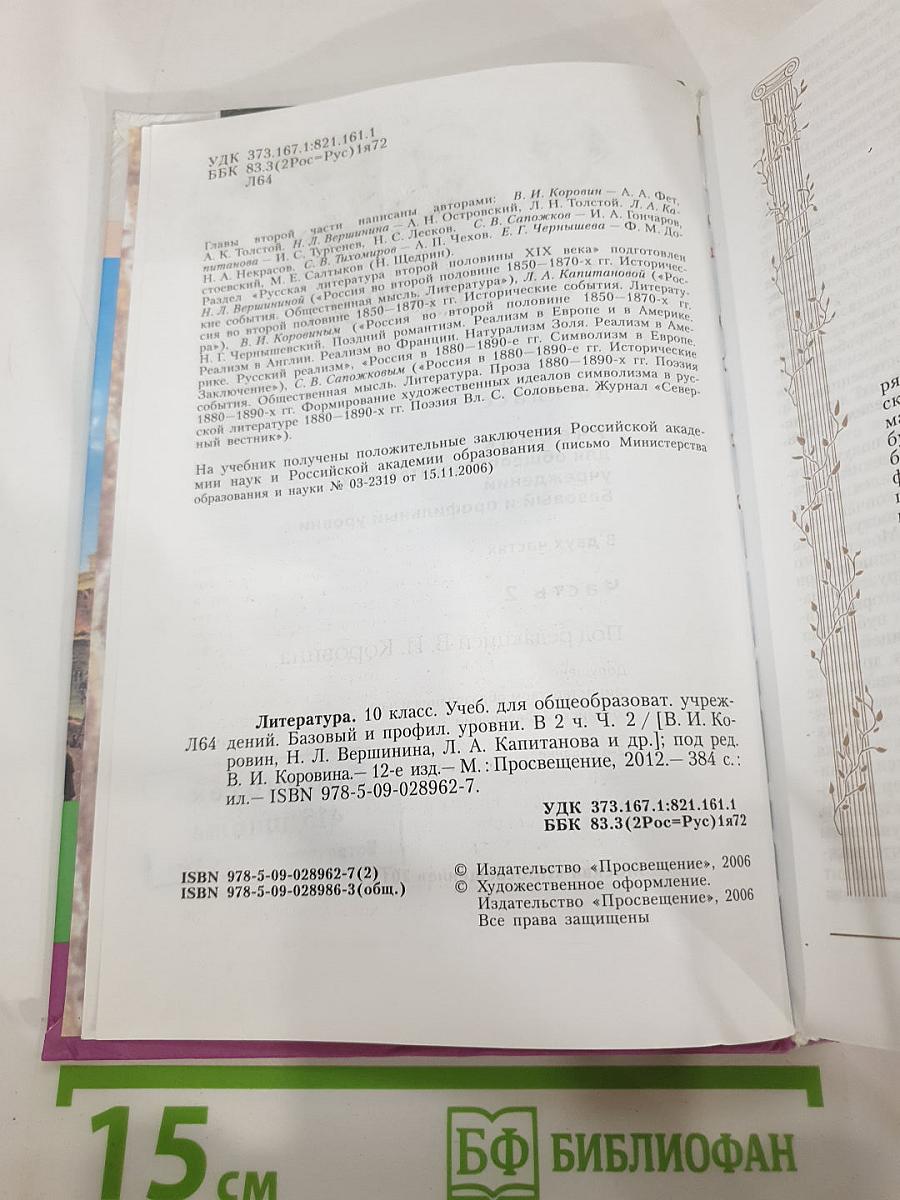 УДК 373.167.1:821.161.1
ББК 83.3(2Рос=Рус)1я72
Л64
Главы второй части написаны авторами: В. И. Коровин — А. А. Фет,
А. К. Толстой. Н. Л. Вершинина — А. Н. Островский, Л. Н. Толстой. Л. А. Ка-
питанова — И. С. Тургенев, Н. С. Лесков. С. В. Сапожков — И. А. Гончаров,
Н. А. Некрасов. С. В. Тихомиров — А. П. Чехов. Е. Г. Чернышева — Ф. М. До-
стоевский, М. Е. Салтыков (Н. Щедрин).
Раздел «Русская литература второй половины XIX века» подготовлен
Н. Л. Вершининой («Россия во второй половине 1850—1870-х гг. Историчес-
кие события. Общественная мысль. Литература»), Л. А. Капитановой («Рос-
сия во второй половине 1850—1870-х гг. Исторические события. Литерату-
ра»), В. И. Коровиным («Россия во второй половине 1850—1870-х гг.
Н. Г. Чернышевский. Поздний романтизм. Реализм в Европе и в Америке.
Реализм в Англии. Реализм во Франции. Натурализм Золя. Реализм в Аме-
рике. Русский реализм», «Россия в 1880—1890-е гг. Символизм в Европе.
Заключение»), С. В. Сапожковым («Россия в 1880—1890-е гг. Исторические
события. Общественная мысль. Литература. Проза 1880—1890-х гг. Поэзия
1880—1890-х гг. Формирование художественных идеалов символизма в рус-
ской литературе 1880—1890-х гг. Поэзия Вл. С. Соловьева. Журнал «Север-
ный вестник»).
На учебник получены положительные заключения Российской акаде-
мии наук и Российской академии образования (письмо Министерства
образования и науки № 03-2319 от 15.11.2006)
Литература. 10 класс. Учеб. для общеобразоват. учреж-
Л64 дений. Базовый и профил. уровни. В 2 ч. Ч. 2 / [В. И. Ко-
ровин, Н. Л. Вершинина, Л. А. Капитанова и др.]; под ред.
В. И. Коровина.— 12-е изд.— М. : Просвещение, 2012.— 384 с.:
ил.— ISBN 978-5-09-028962-7.
УДК 373.167.1:821.161.1
ББК 83.3(2Рос=Рус)1я72
ISBN 978-5-09-028962-7(2)
ISBN 978-5-09-028986-3(общ.)
© Издательство «Просвещение», 2006
© Художественное оформление.
Издательство «Просвещение», 2006
Все права защищены
15 см
БФ БИБЛИОФАН